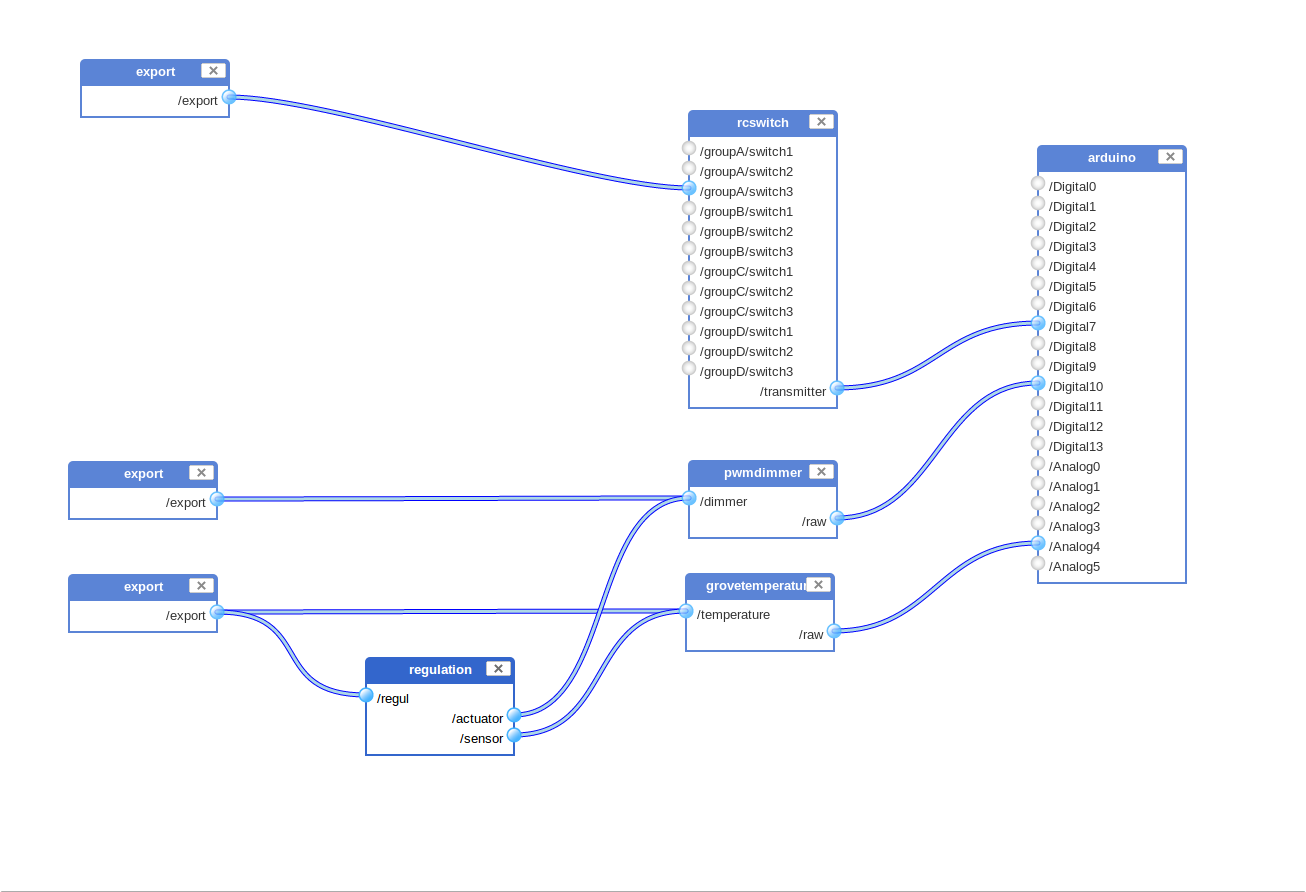 export
/export
rcswitch
/groupA/switch1
/groupA/switch2
/groupA/switch3
/groupB/switch1
/groupB/switch2
/groupB/switch3
/groupC/switch1
/groupC/switch2
/groupC/switch3
/groupD/switch1
/groupD/switch2
/groupD/switch3
/transmitter
arduino
/Digital0
/Digital1
/Digital2
/Digital3
/Digital4
/Digital5
/Digital6
/Digital7
/Digital8
/Digital9
/Digital10
/Digital11
/Digital12
/Digital13
/Analog0
/Analog1
/Analog2
/Analog3
/Analog4
/Analog5
export
/export
pwmdimmer
/dimmer
/raw
export
/export
grovetemperatur
/temperature
/raw
regulation
/regul
/actuator
/sensor